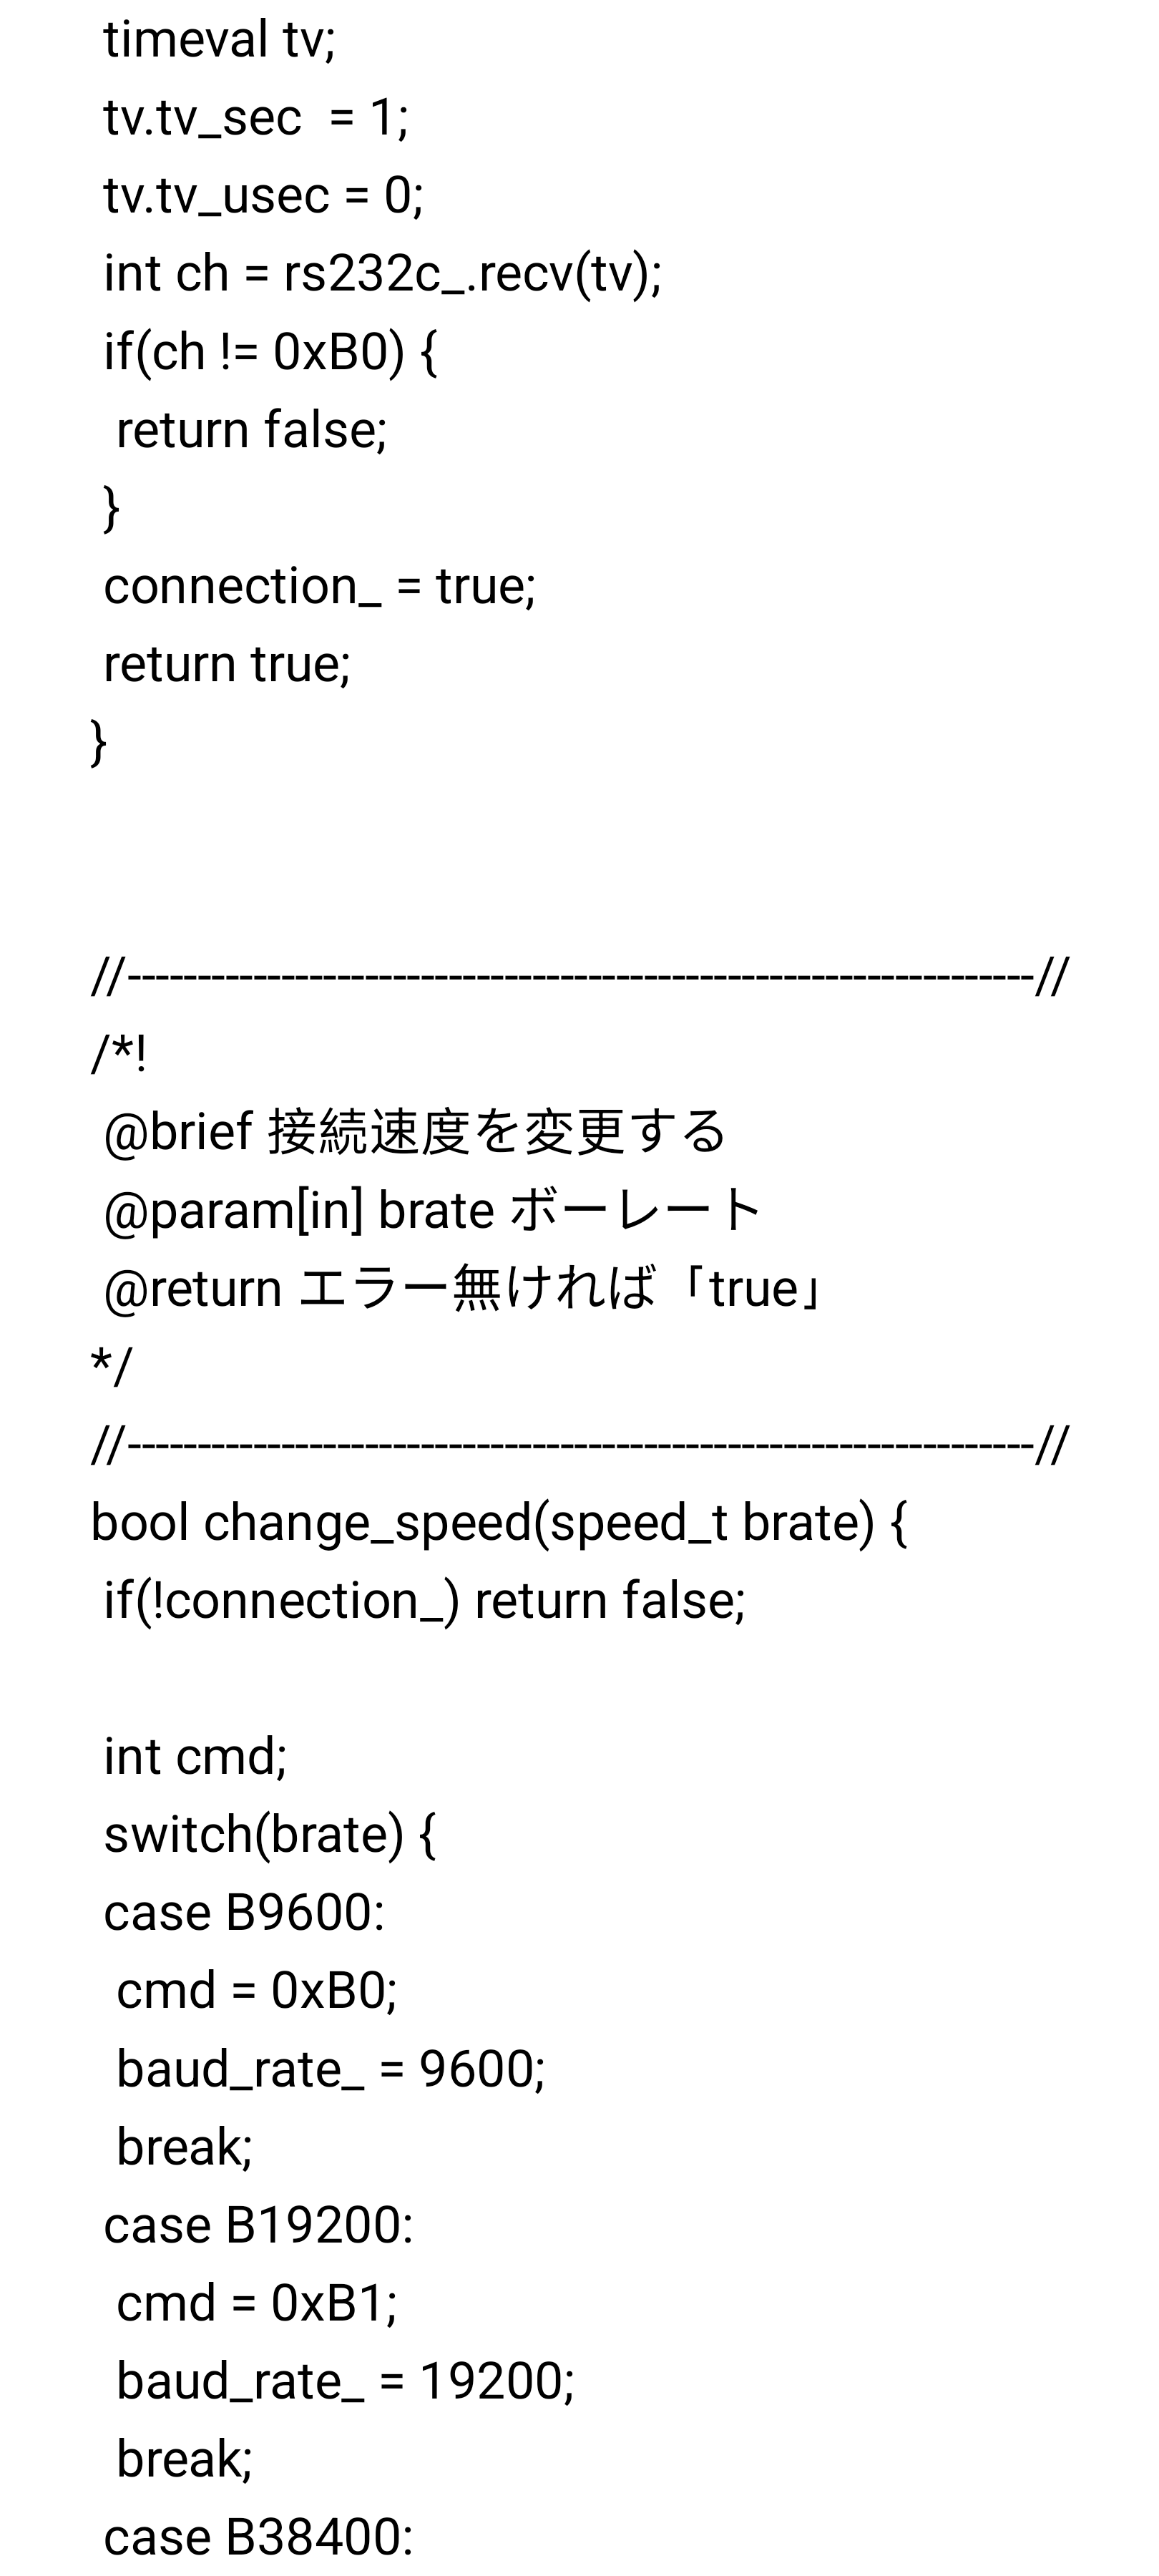 timeval tv;
tv.tv_sec  = 1;
tv.tv_usec = 0;
int ch = rs232c_.recv(tv);
if(ch != 0xB0) {
return false;
}
connection_ = true;
return true;
}
//-----------------------------------------------------------------//
/*!
@brief 接続速度を変更する
@param[in] brate ボーレート
@return エラー無ければ「true」
*/
//-----------------------------------------------------------------//
bool change_speed(speed_t brate) {
if(!connection_) return false;
int cmd;
switch(brate) {
case B9600:
cmd = 0xB0;
baud_rate_ = 9600;
break;
case B19200:
cmd = 0xB1;
baud_rate_ = 19200;
break;
case B38400: